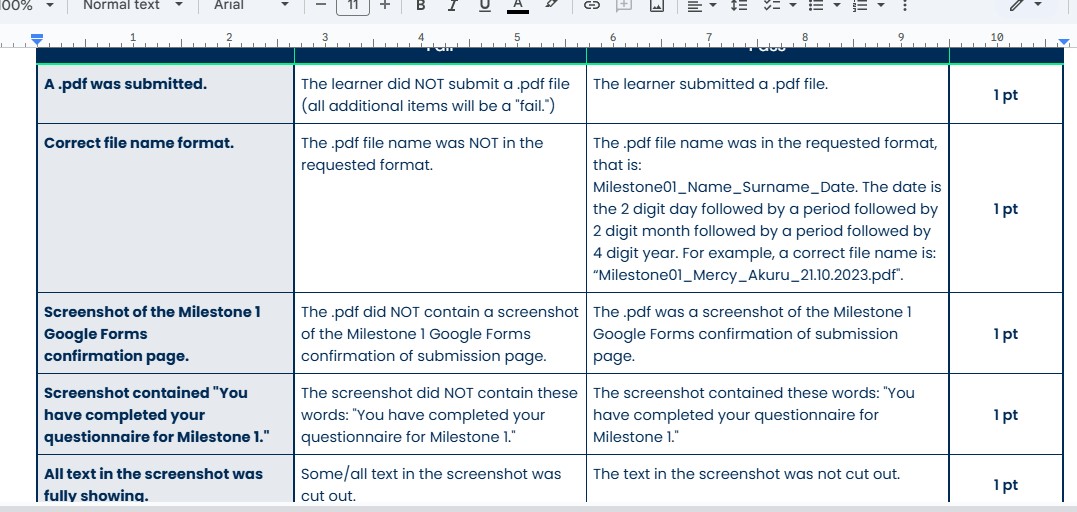 00%
Normal text
Arial
11
B I U A
1 2 3 4 5 6 7 8 9 10
Fail
Pass
A .pdf was submitted.
The learner did NOT submit a .pdf file
(all additional items will be a "fail.")
The learner submitted a .pdf file.
1 pt
Correct file name format.
The .pdf file name was NOT in the
requested format.
The .pdf file name was in the requested format,
that is:
Milestone01_Name_Surname_Date. The date is
the 2 digit day followed by a period followed by
2 digit month followed by a period followed by
4 digit year. For example, a correct file name is:
“Milestone01_Mercy_Akuru_21.10.2023.pdf".
1 pt
Screenshot of the Milestone 1
Google Forms
confirmation page.
The .pdf did NOT contain a screenshot
of the Milestone 1 Google Forms
confirmation of submission page.
The .pdf was a screenshot of the Milestone 1
Google Forms confirmation of submission
page.
1 pt
Screenshot contained "You
have completed your
questionnaire for Milestone 1."
The screenshot did NOT contain these
words: "You have completed your
questionnaire for Milestone 1."
The screenshot contained these words: "You
have completed your questionnaire for
Milestone 1."
1 pt
All text in the screenshot was
fully showing.
Some/all text in the screenshot was
cut out.
The text in the screenshot was not cut out.
1 pt